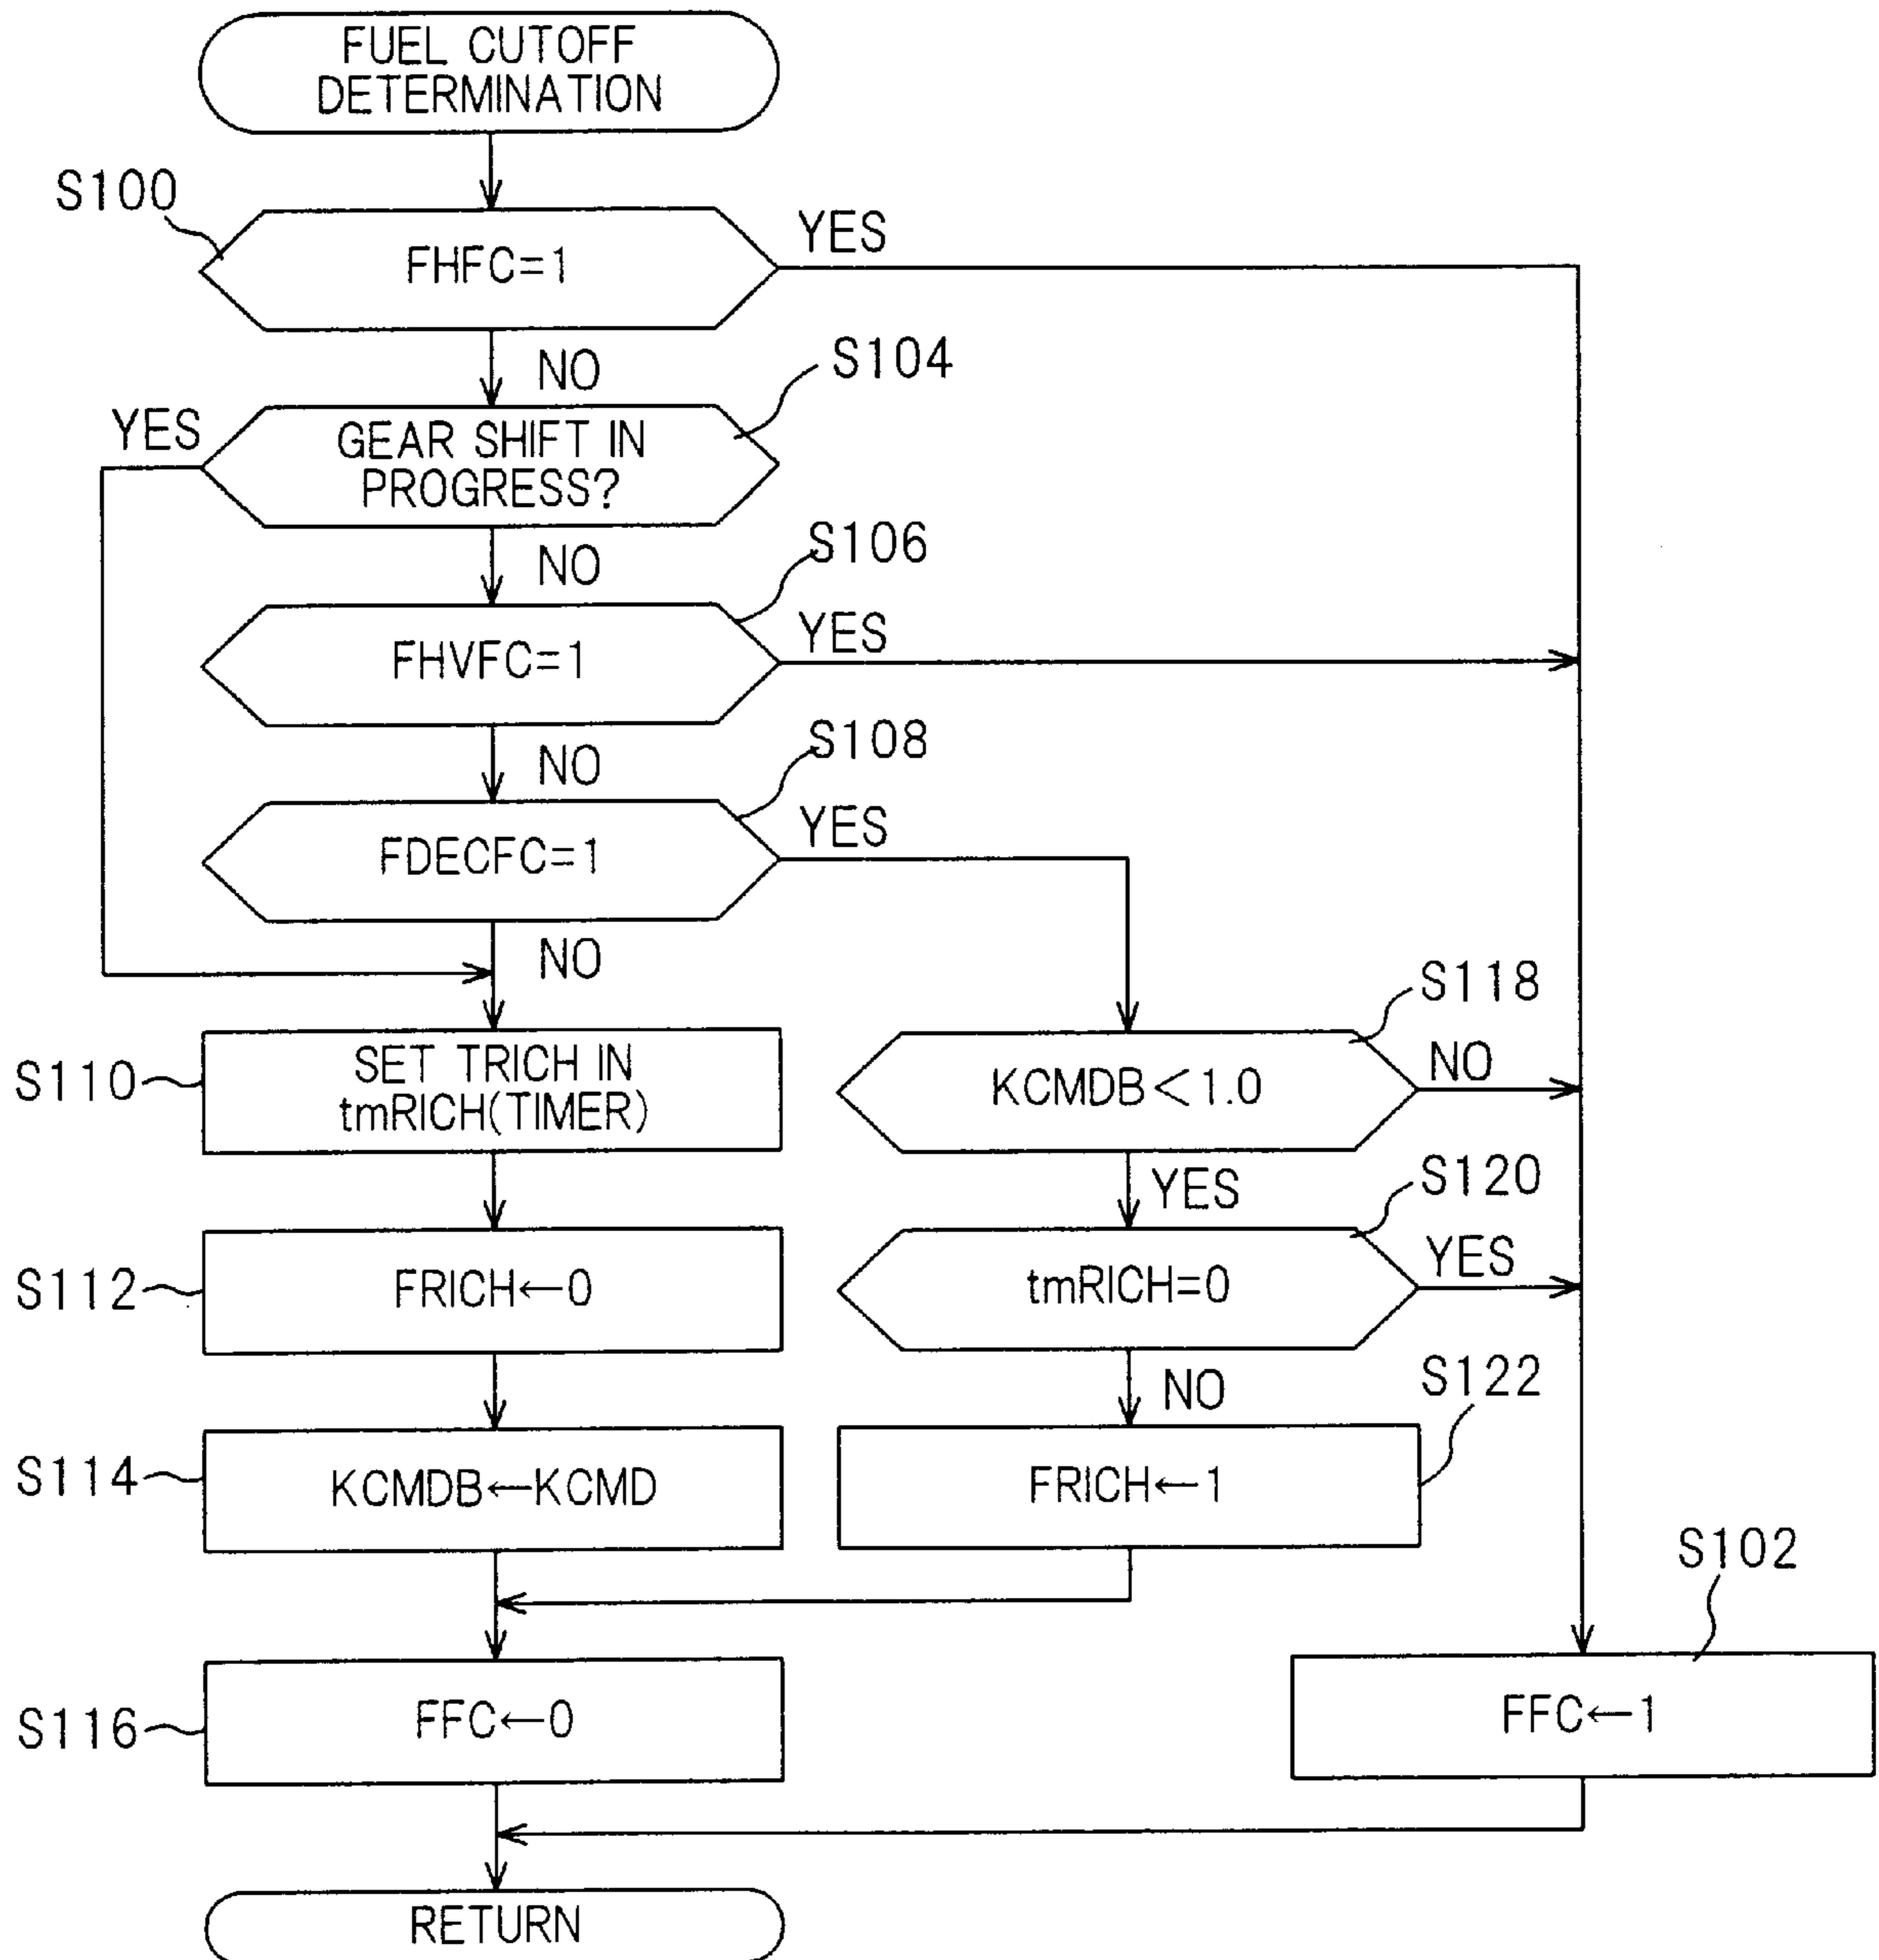 FUEL CUTOFF
DETERMINATION
S100
FHFC=1
YES
NO
S104
YES
GEAR SHIFT IN
PROGRESS?
NO
S106
FHVFC=1
YES
NO
S108
FDECFC=1
YES
NO
S110
SET TRICH IN
tmRICH(TIMER)
S118
KCMDB<1.0
NO
YES
S112
FRICH←0
S120
tmRICH=0
YES
NO
S114
KCMDB←KCMD
S122
FRICH←1
S116
FFC←0
S102
FFC←1
RETURN